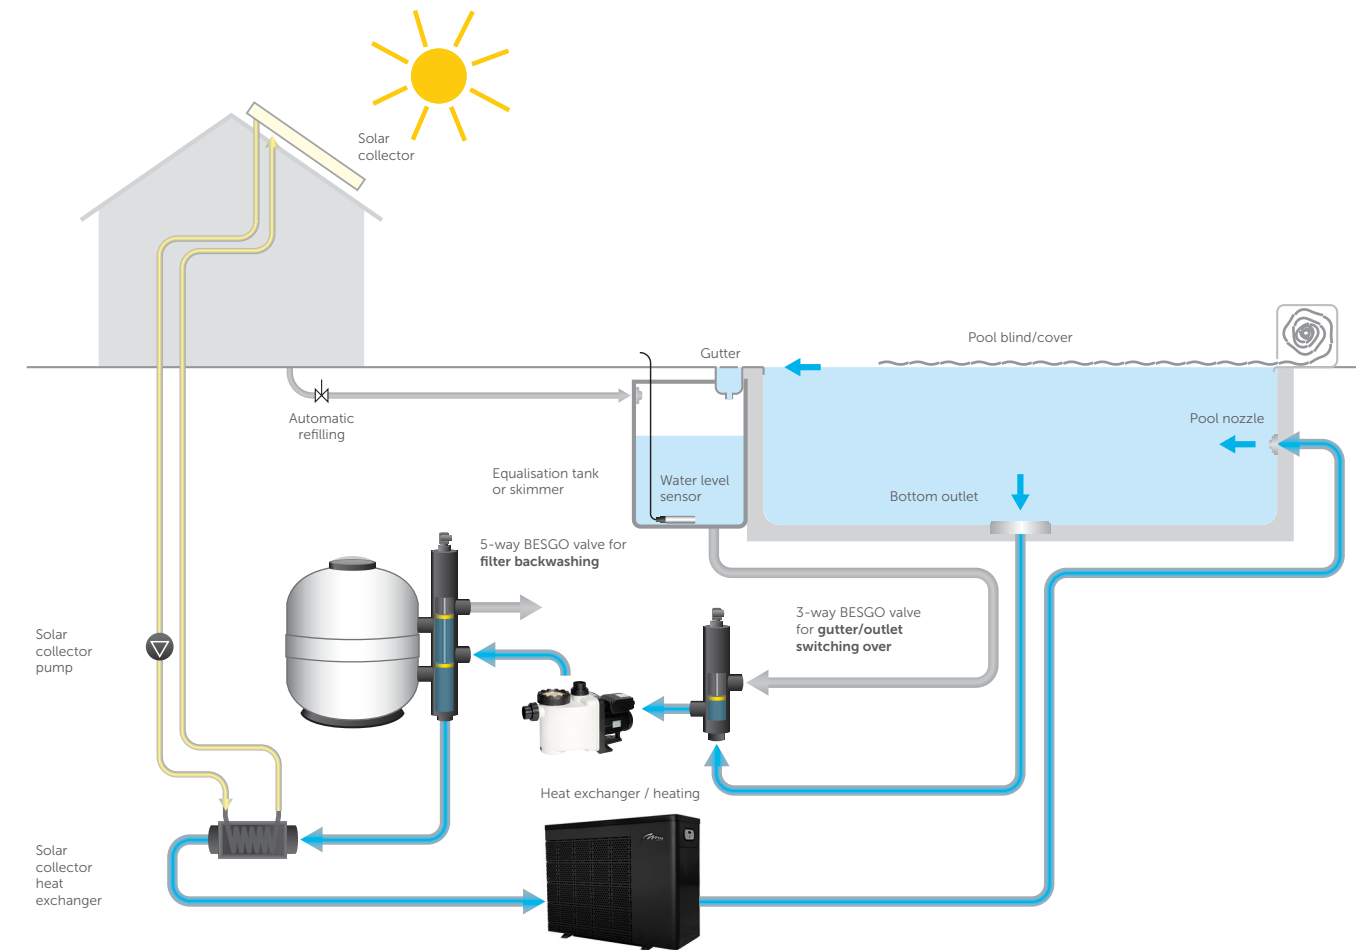 Solar
collector
Pool blind/cover
Gutter
Automatic
refilling
Pool nozzle
Equalisation tank
or skimmer
Water level
sensor
Bottom outlet
5-way BESGO valve for
filter backwashing
3-way BESGO valve
for gutter/outlet
switching over
Solar
collector
pump
Heat exchanger / heating
Solar
collector
heat
exchanger